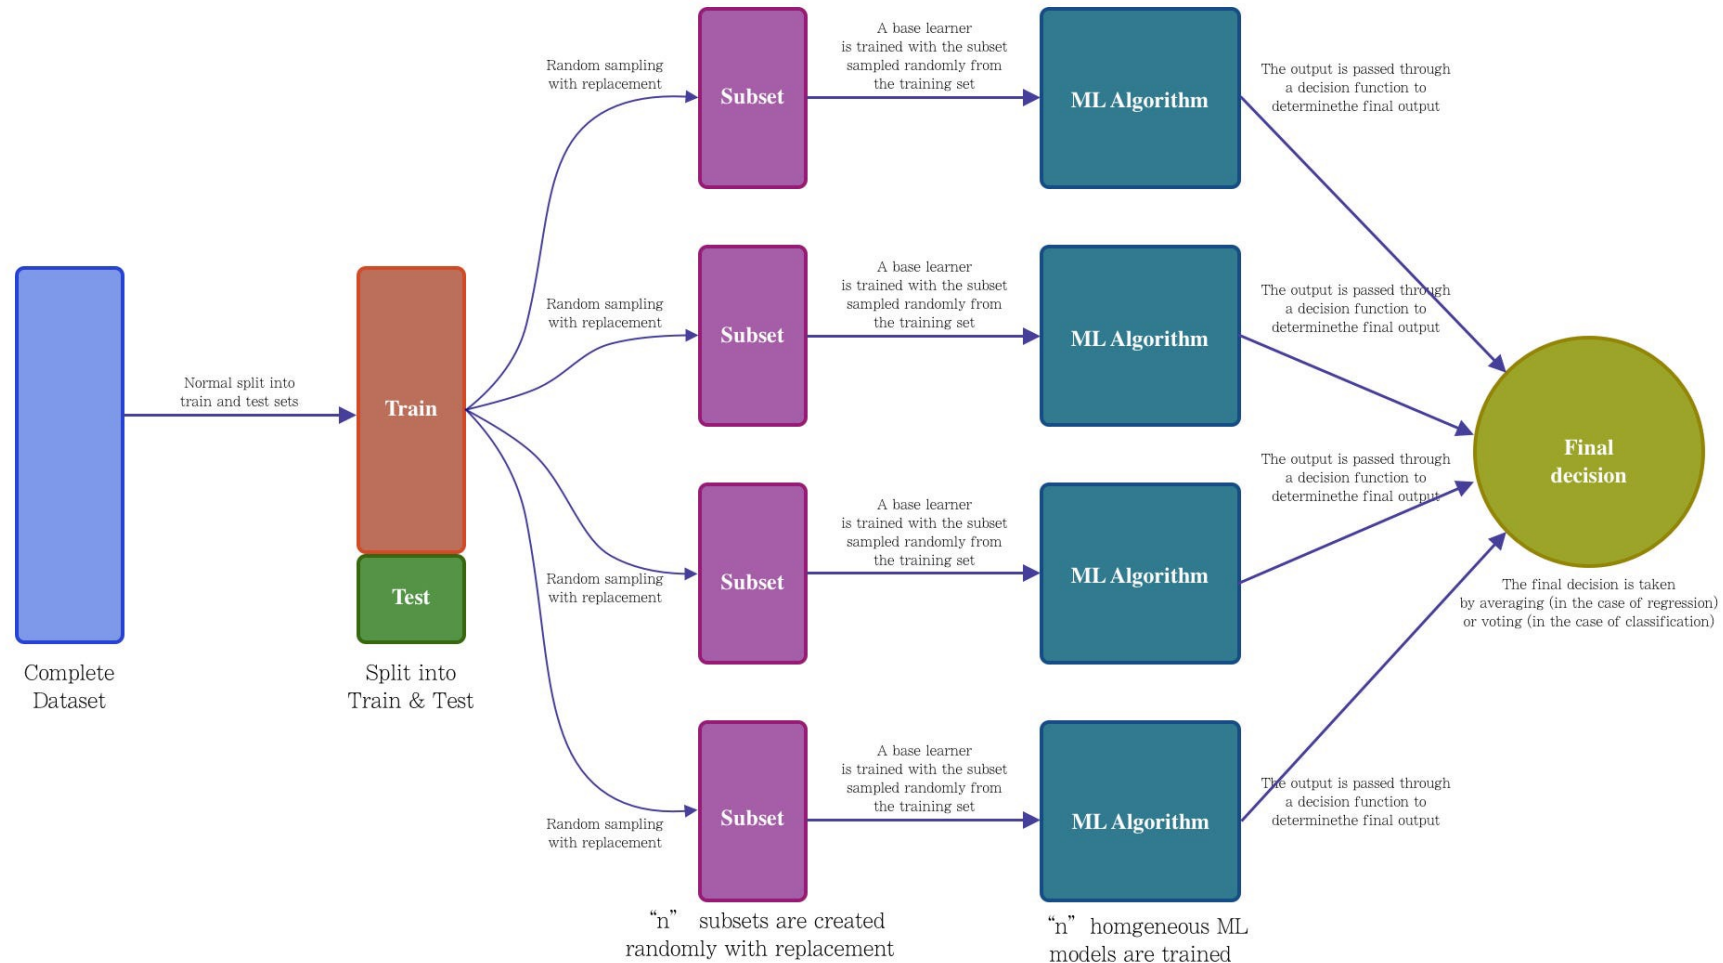 Complete
Dataset
Normal split into
train and test sets
Train
Test
Split into
Train & Test
Random sampling
with replacement
Subset
A base learner
is trained with the subset
sampled randomly from
the training set
ML Algorithm
The output is passed through
a decision function to
determinethe final output
Random sampling
with replacement
Subset
A base learner
is trained with the subset
sampled randomly from
the training set
ML Algorithm
The output is passed through
a decision function to
determinethe final output
Random sampling
with replacement
Subset
A base learner
is trained with the subset
sampled randomly from
the training set
ML Algorithm
The output is passed through
a decision function to
determinethe final output
Random sampling
with replacement
Subset
A base learner
is trained with the subset
sampled randomly from
the training set
ML Algorithm
The output is passed through
a decision function to
determinethe final output
“n” subsets are created
randomly with replacement
“n” homgeneous ML
models are trained
Final
decision
The final decision is taken
by averaging (in the case of regression)
or voting (in the case of classification)